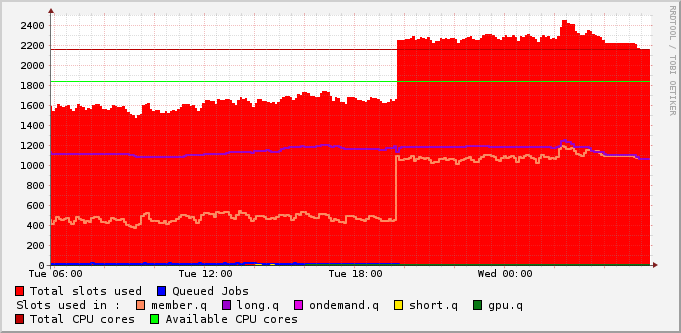 RRDTOOL / TOBI OETIKER
2400
2200
2000
1800
1600
1400
1200
1000
800
600
400
200
0
Tue 06:00 Tue 12:00 Tue 18:00 Wed 00:00
Total slots used Queued Jobs
Slots used in : member.q long.q ondemand.q short.q gpu.q
Total CPU cores Available CPU cores